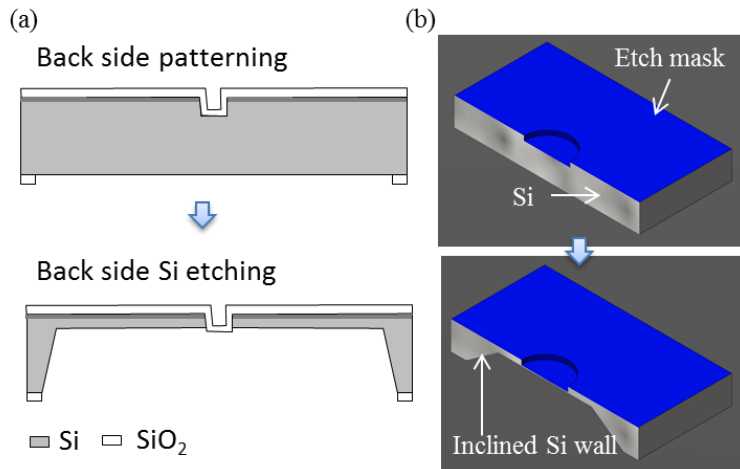 (a)
Back side patterning
Back side Si etching
Si SiO₂
(b)
Etch mask
Si
Inclined Si wall